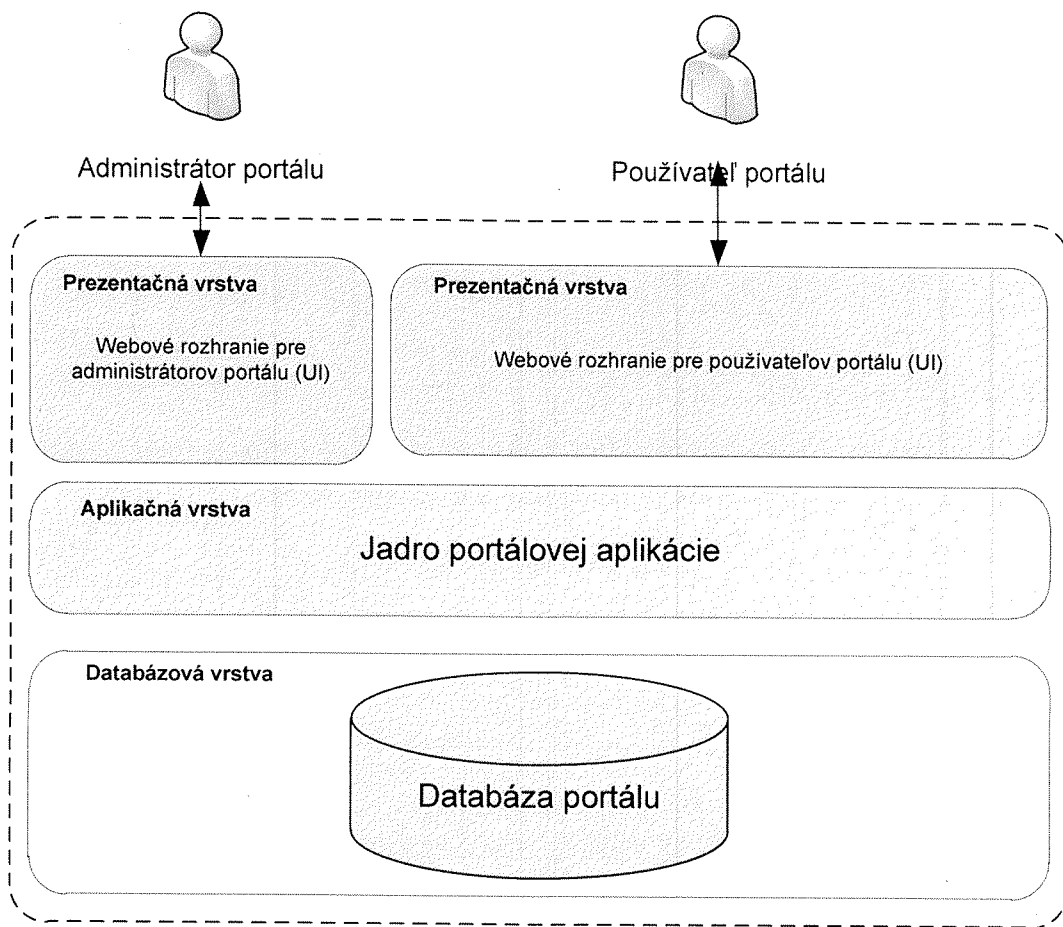 Administrátor portálu
Používateľ portálu
Prezentačná vrstva
Webové rozhranie pre
administrátorov portálu (UI)
Prezentačná vrstva
Webové rozhranie pre používateľov portálu (UI)
Aplikačná vrstva
Jadro portálovej aplikácie
Databázová vrstva
Databáza portálu